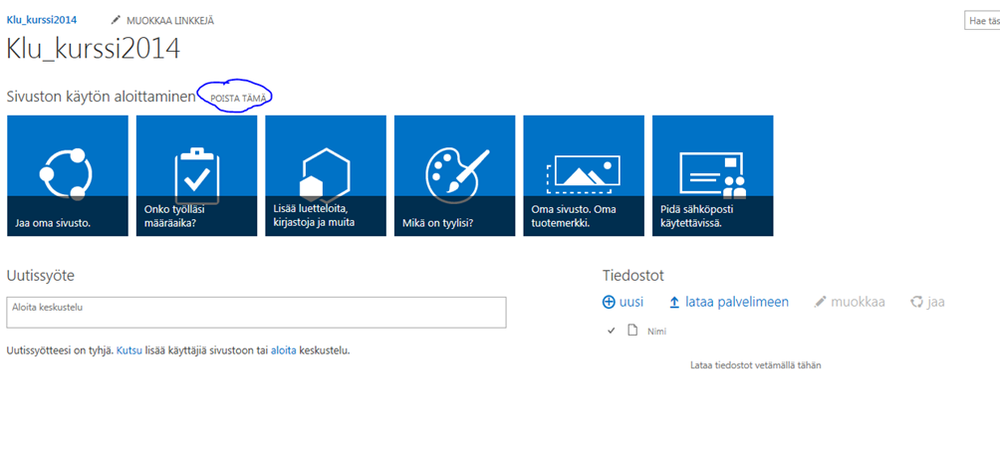 Klu_kurssi2014 MUOKKAA LINKKEJÄ
Hae täs
Klu_kurssi2014
Sivuston käytön aloittaminen POISTA TÄMÄ
Jaa oma sivusto.
Onko työlläsi
määräaika?
Lisää luetteloita,
kirjastoja ja muita
Mikä on tyylisi?
Oma sivusto. Oma
tuotemerkki.
Pidä sähköposti
käytettävissä.
Uutissyöte
Aloita keskustelu
Uutissyötteesi on tyhjä. Kutsu lisää käyttäjiä sivustoon tai aloita keskustelu.
Tiedostot
uusi lataa palvelimeen muokkaa jaa
Nimi
Lataa tiedostot vetämällä tähän